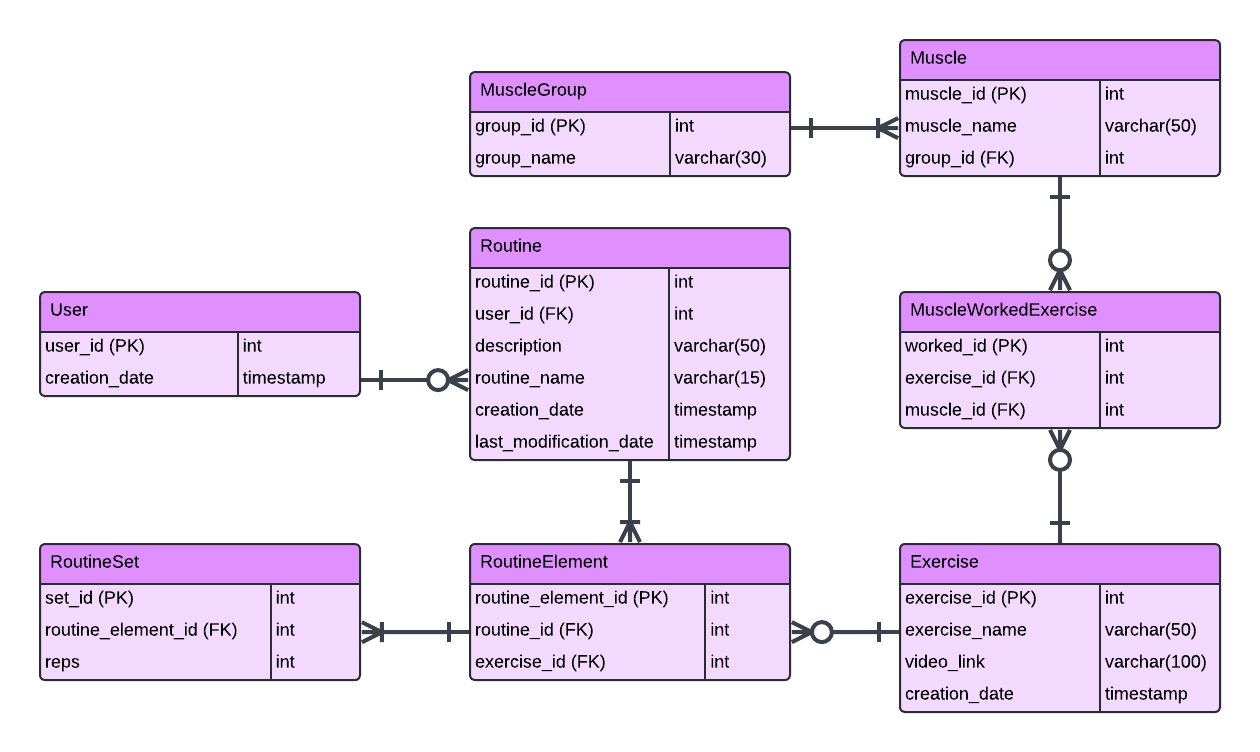 Muscle
muscle_id (PK) int
muscle_name varchar(50)
group_id (FK) int
MuscleGroup
group_id (PK) int
group_name varchar(30)
Routine
routine_id (PK) int
user_id (FK) int
description varchar(50)
routine_name varchar(15)
creation_date timestamp
last_modification_date timestamp
User
user_id (PK) int
creation_date timestamp
MuscleWorkedExercise
worked_id (PK) int
exercise_id (FK) int
muscle_id (FK) int
RoutineSet
set_id (PK) int
routine_element_id (FK) int
reps int
RoutineElement
routine_element_id (PK) int
routine_id (FK) int
exercise_id (FK) int
Exercise
exercise_id (PK) int
exercise_name varchar(50)
video_link varchar(100)
creation_date timestamp